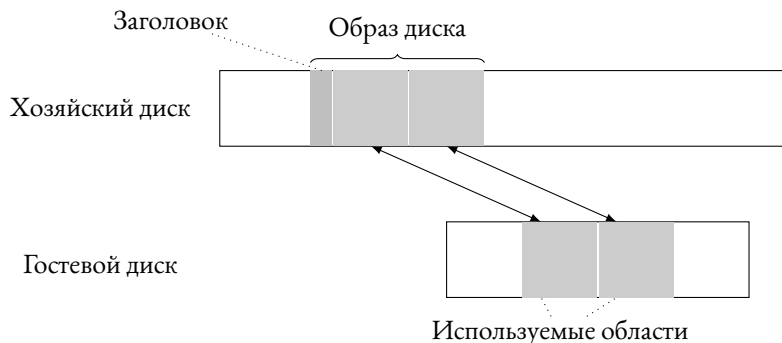 Заголовок
Образ диска
Хозяйский диск
Гостевой диск
Используемые области